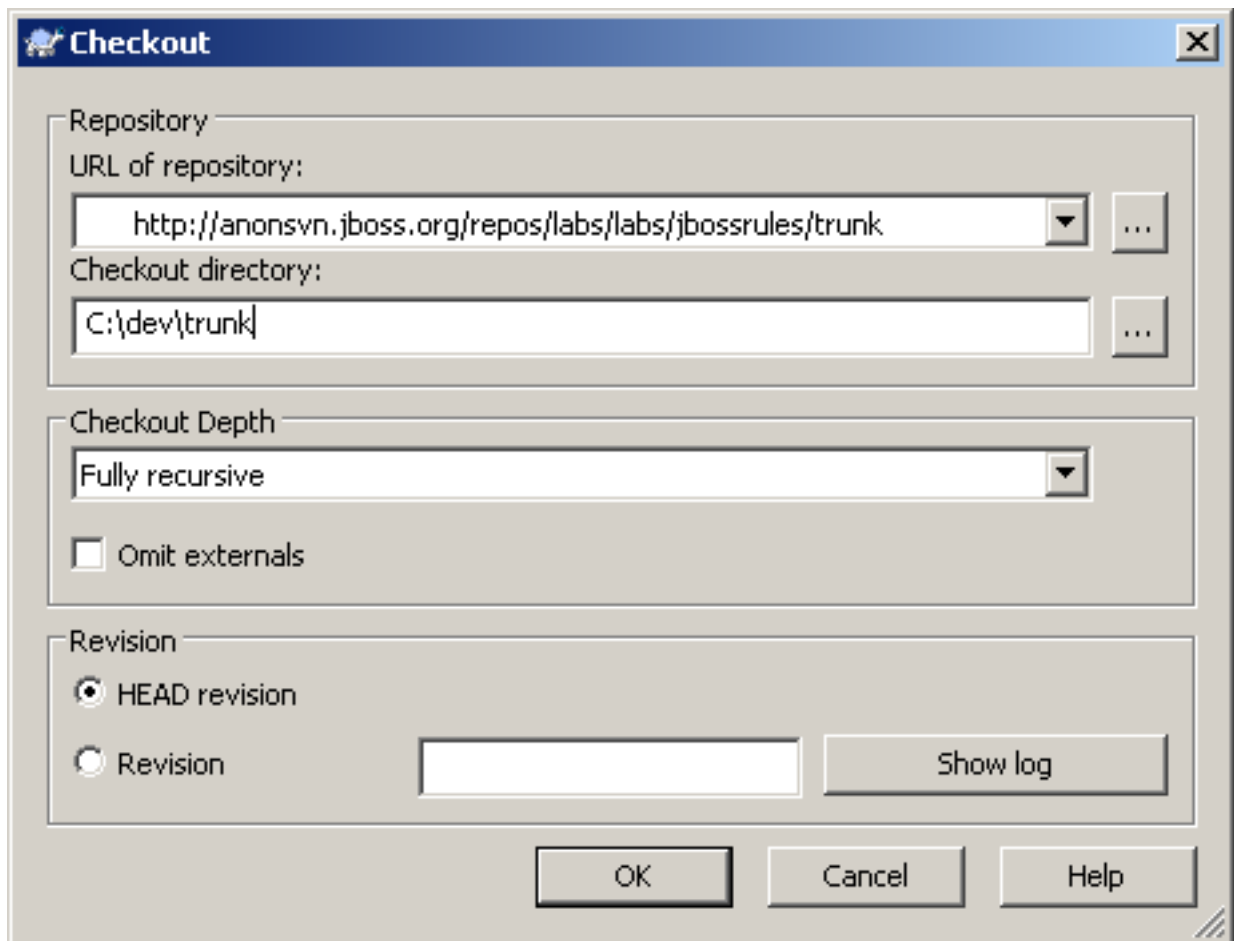 Checkout
Repository
URL of repository:
http://anonsvn.jboss.org/repos/labs/labs/jbossrules/trunk
...
Checkout directory:
C:\dev\trunk
...
Checkout Depth
Fully recursive
Omit externals
Revision
HEAD revision
Revision
Show log
OK Cancel Help